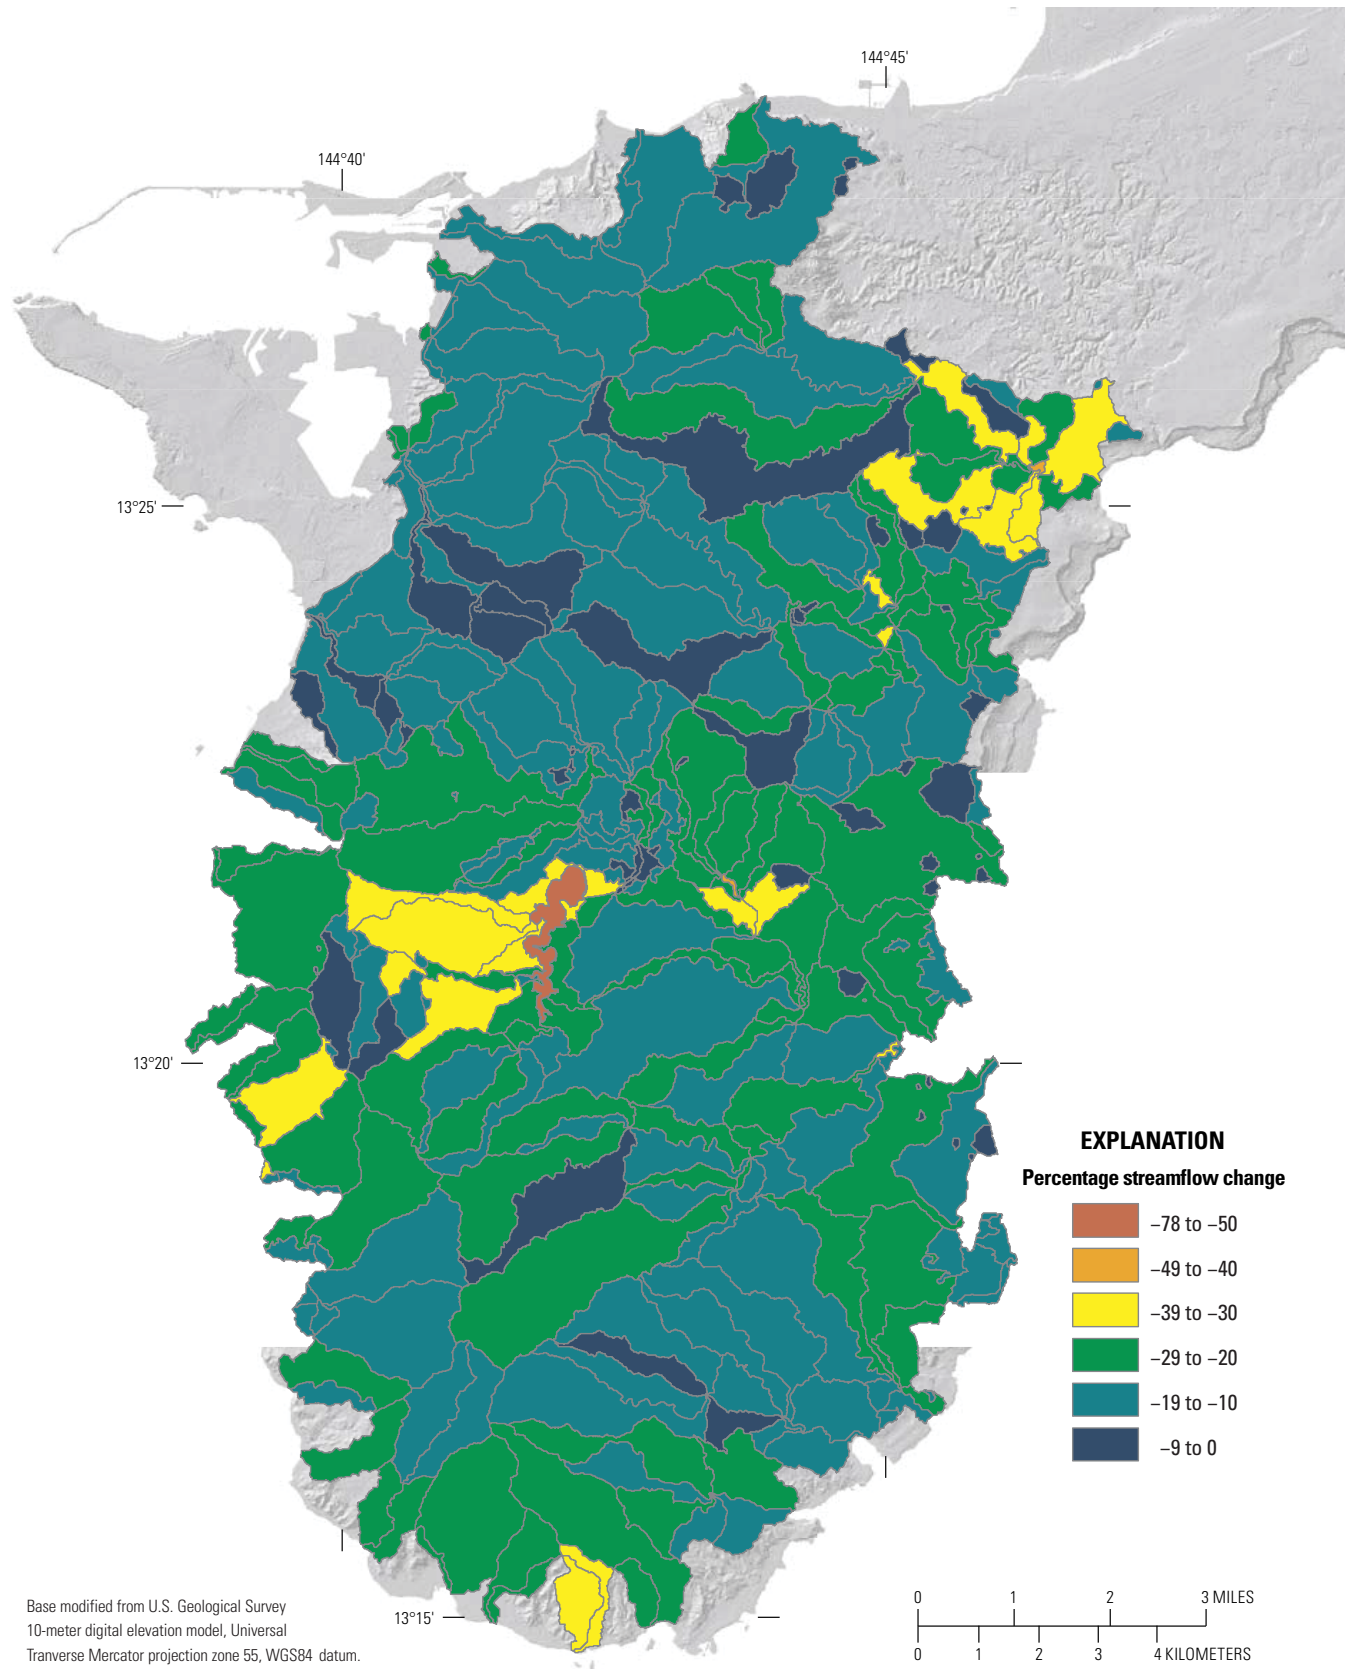 144°45'
144°40'
13°25'
13°20'
EXPLANATION
Percentage streamflow change
–78 to –50
–49 to –40
–39 to –30
–29 to –20
–19 to –10
–9 to 0
13°15'
0 1 2 3 MILES
0 1 2 3 4 KILOMETERS
Base modified from U.S. Geological Survey
10-meter digital elevation model, Universal
Tranverse Mercator projection zone 55, WGS84 datum.